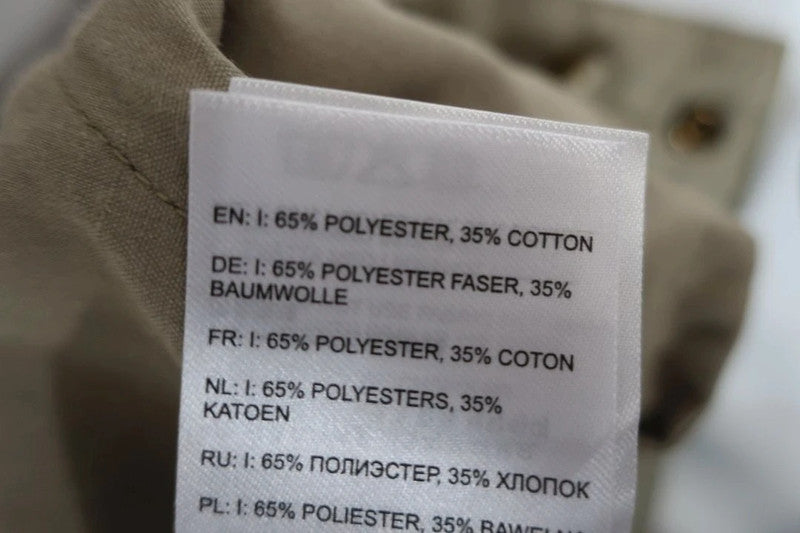 EN: I: 65% POLYESTER, 35% COTTON
DE: I: 65% POLYESTER FASER, 35%
BAUMWOLLE
FR: I: 65% POLYESTER, 35% COTON
NL: I: 65% POLYESTERS, 35%
KATOEN
RU: I: 65% ПОЛИЭСТЕР, 35% ХЛОПОК
PL: I: 65% POLIESTER, 35%